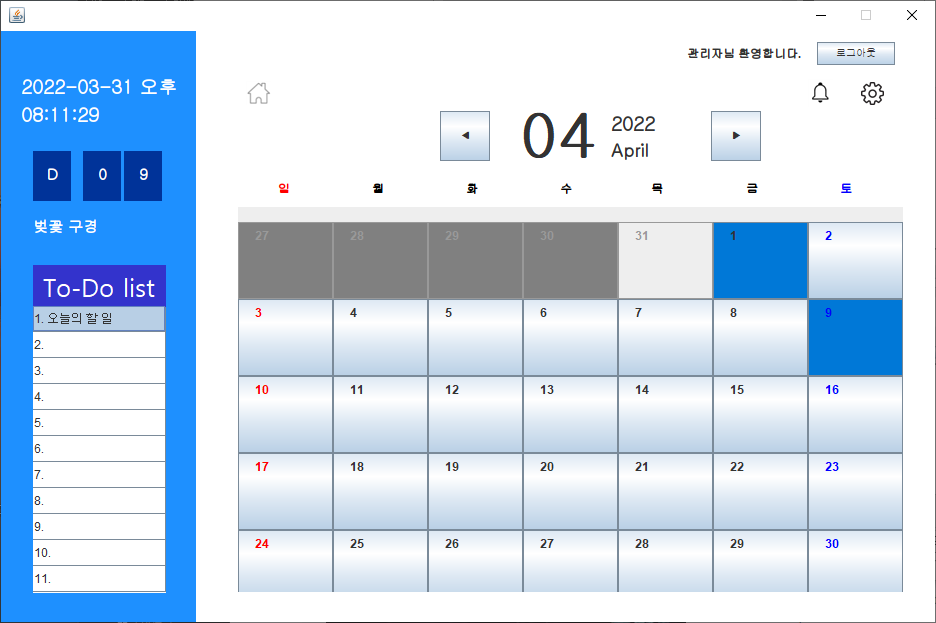 관리자님 환영합니다. 로그아웃
2022-03-31 오후
08:11:29
D 0 9
벚꽃 구경
To-Do list
1. 오늘의 할 일
2.
3.
4.
5.
6.
7.
8.
9.
10.
11.
04
2022
April
일 월 화 수 목 금 토
27 28 29 30 31 1 2
3 4 5 6 7 8 9
10 11 12 13 14 15 16
17 18 19 20 21 22 23
24 25 26 27 28 29 30